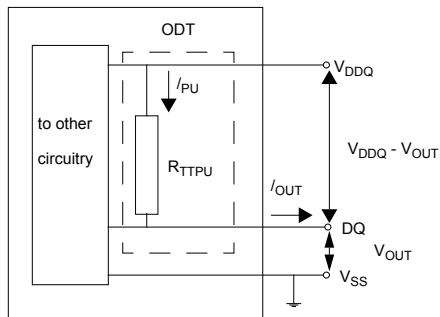 ODT
V_DDQ
I_PU
to other
circuitry
V_DDQ - V_OUT
R_TTPU
I_OUT
DQ
V_OUT
V_SS